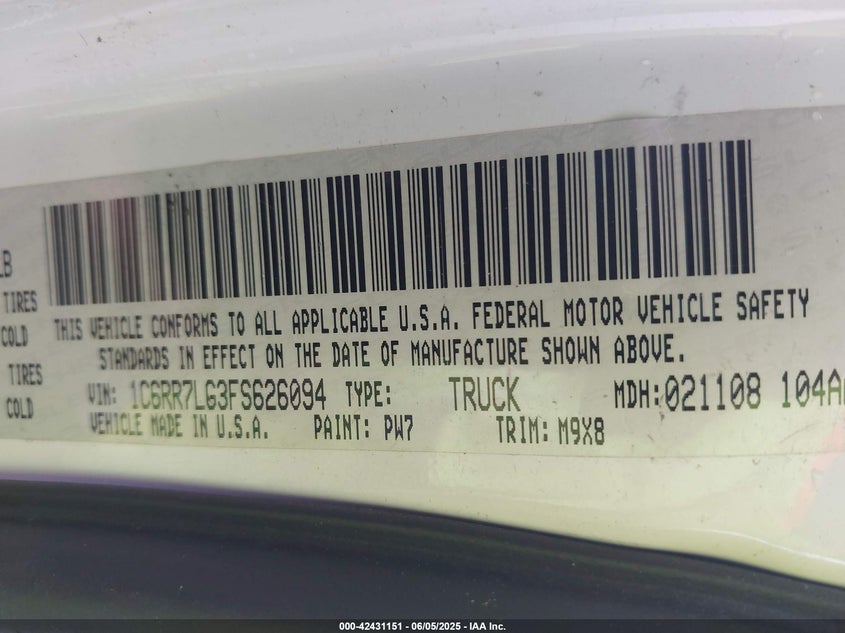 LB
TIRES
COLD
TIRES
COLD
THIS VEHICLE CONFORMS TO ALL APPLICABLE U.S.A. FEDERAL MOTOR VEHICLE SAFETY
STANDARDS IN EFFECT ON THE DATE OF MANUFACTURE SHOWN ABOVE.
VIN: 1C6RR7LG3FS626094 TYPE: TRUCK MDH:021108 104A
VEHICLE MADE IN U.S.A. PAINT: PW7 TRIM: M9X8
000-42431151 - 06/05/2025 - IAA Inc.